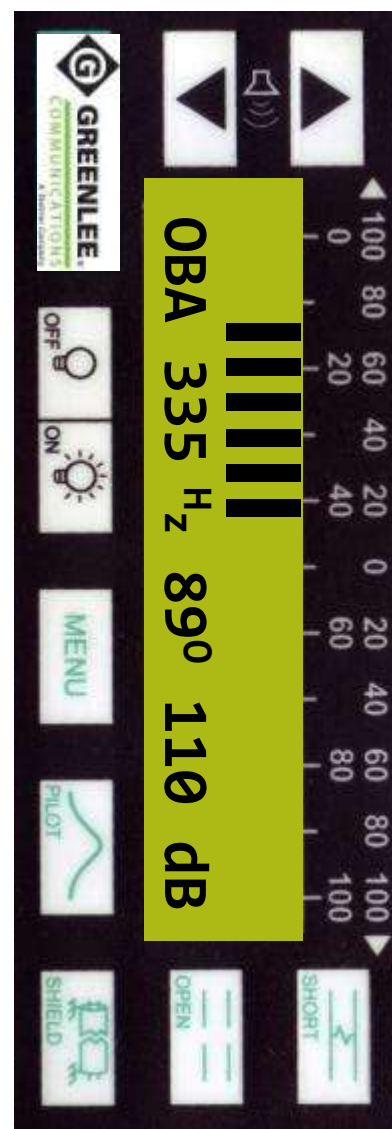 100 80 60 40 20 0 20 40 60 80 100
0 20 40 60 80 100
SHORT
OBA 335 Hz 89⁰ 110 dB
OPEN
GREENLEE.
COMMUNICATIONS
OFF
ON
MENU
PILOT
SHIELD